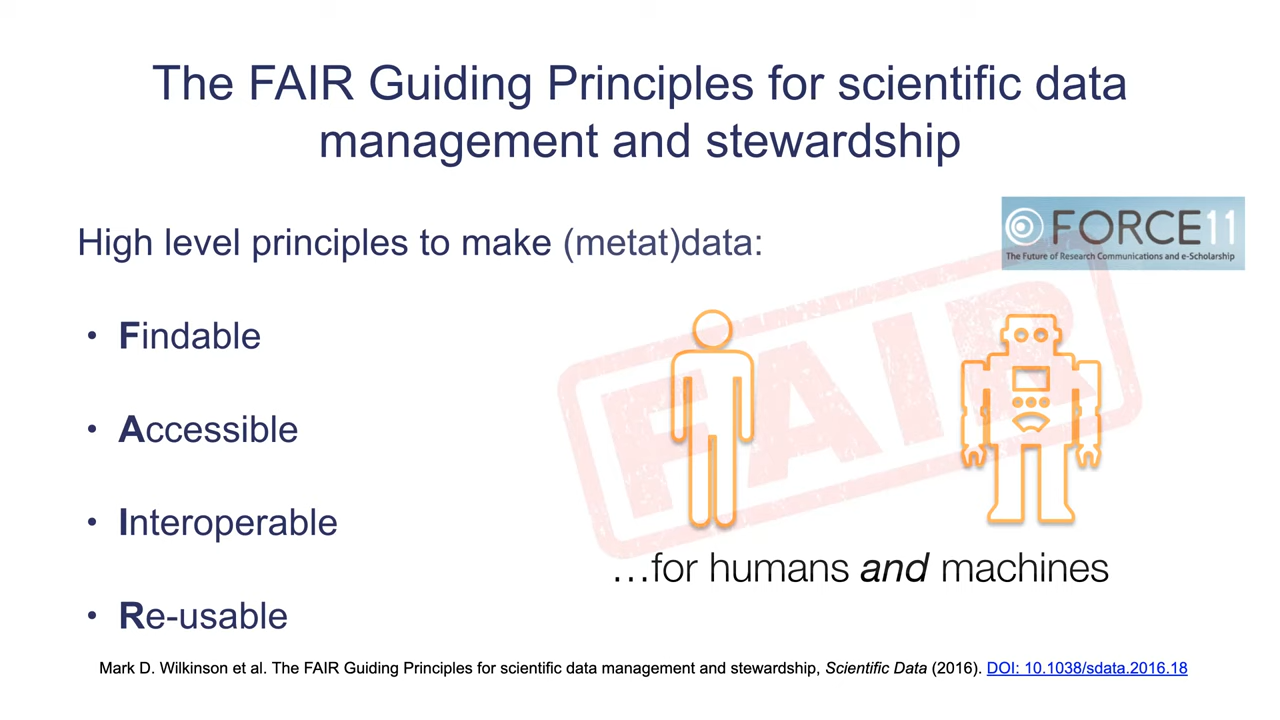 The FAIR Guiding Principles for scientific data
management and stewardship
High level principles to make (metat)data:
FORCE11
The Future of Research Communications and e-Scholarship
• Findable
• Accessible
• Interoperable
• Re-usable
FAIR
...for humans and machines
Mark D. Wilkinson et al. The FAIR Guiding Principles for scientific data management and stewardship, Scientific Data (2016). DOI: 10.1038/sdata.2016.18